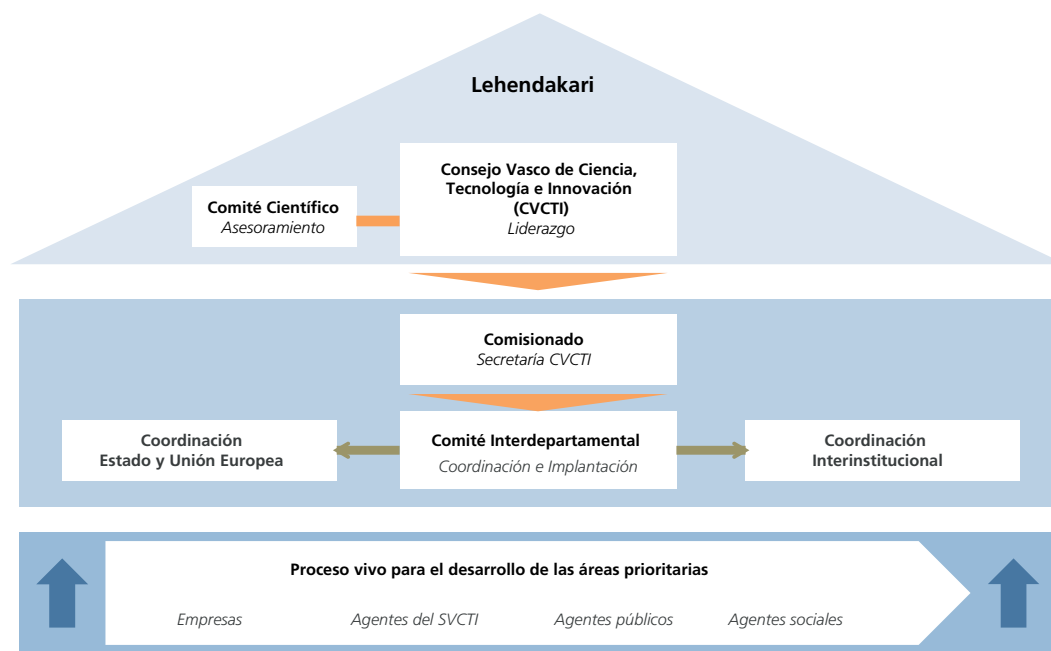 Lehendakari
Consejo Vasco de Ciencia,
Tecnología e Innovación
(CVCTI)
Liderazgo
Comité Científico
Asesoramiento
Comisionado
Secretaría CVCTI
Coordinación
Estado y Unión Europea
Comité Interdepartamental
Coordinación e Implantación
Coordinación
Interinstitucional
Proceso vivo para el desarrollo de las áreas prioritarias
Empresas
Agentes del SVCTI
Agentes públicos
Agentes sociales